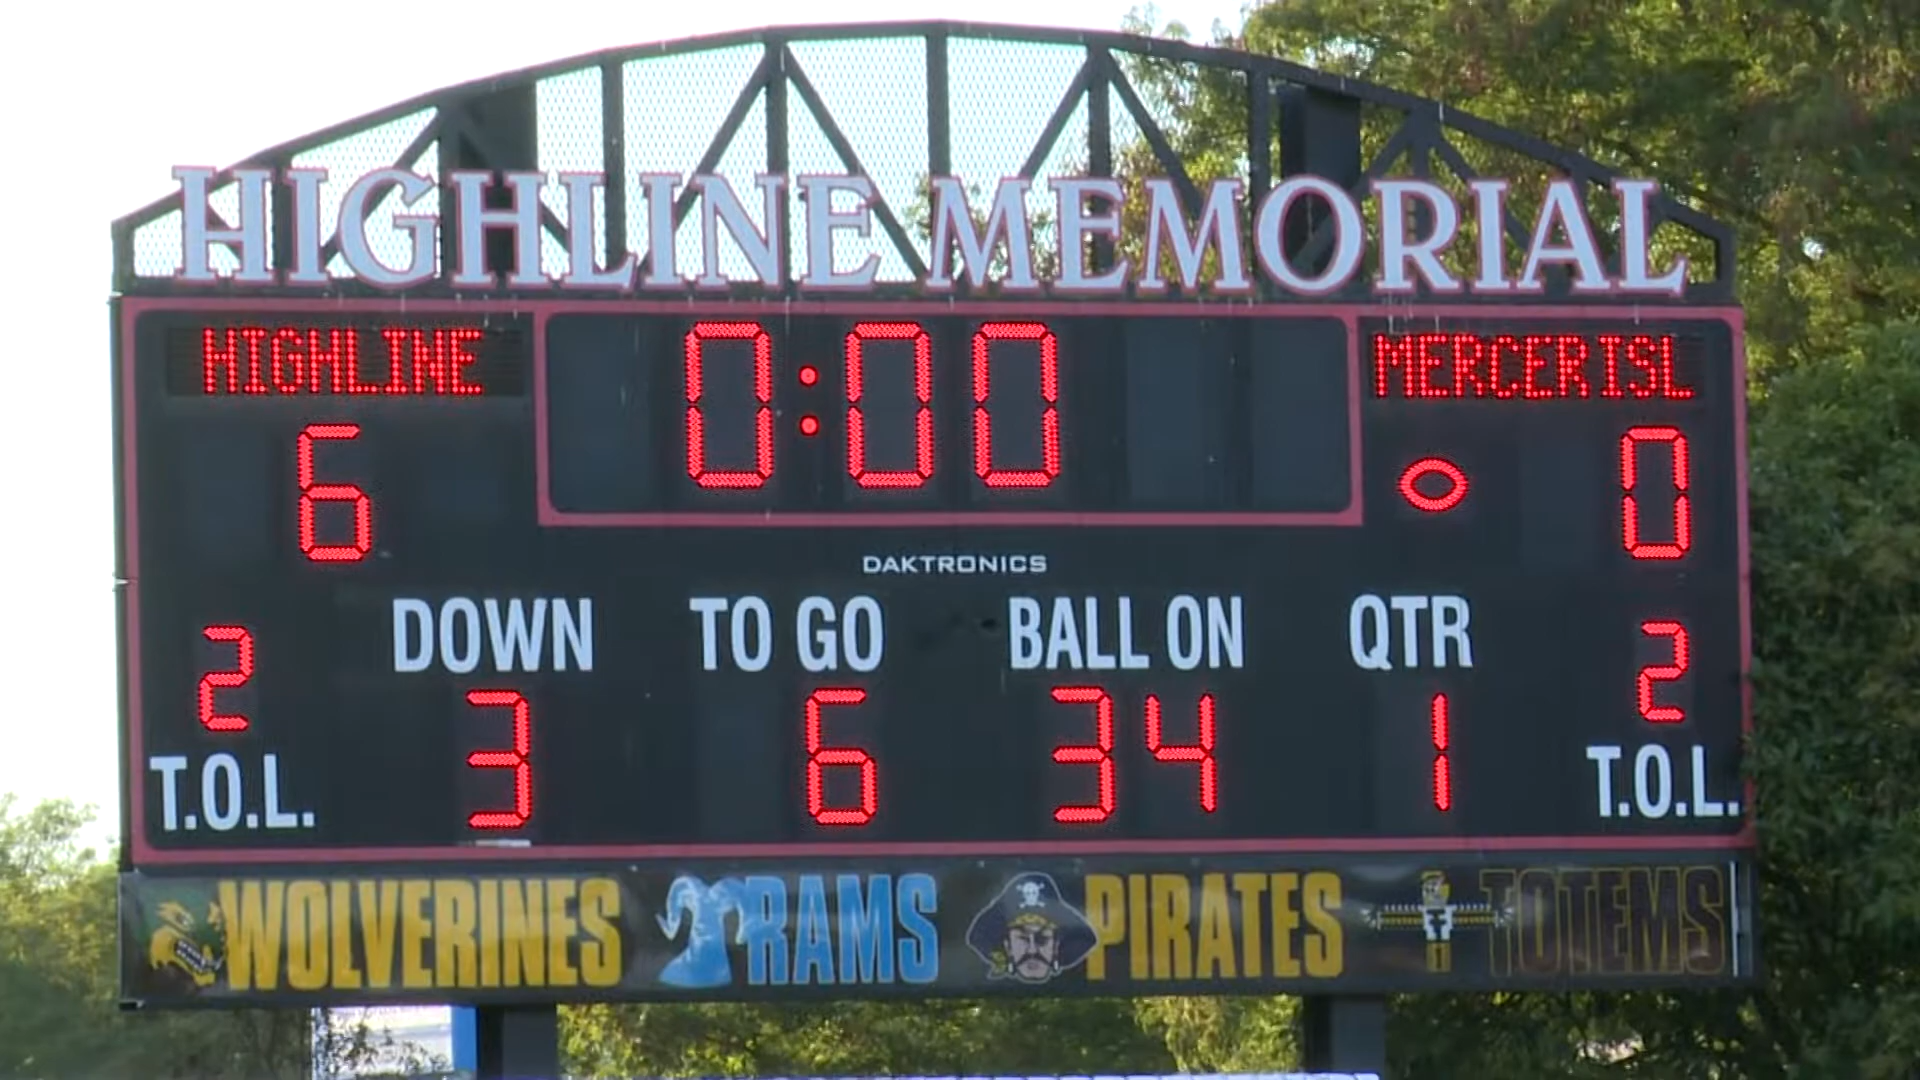 HIGHLINE MEMORIAL
HIGHLINE 0:00 MERCER ISL
6 0
DAKTRONICS
DOWN TO GO BALL ON QTR
2 3 6 34 1 2
T.O.L. T.O.L.
WOLVERINES RAMS PIRATES TOTEMS